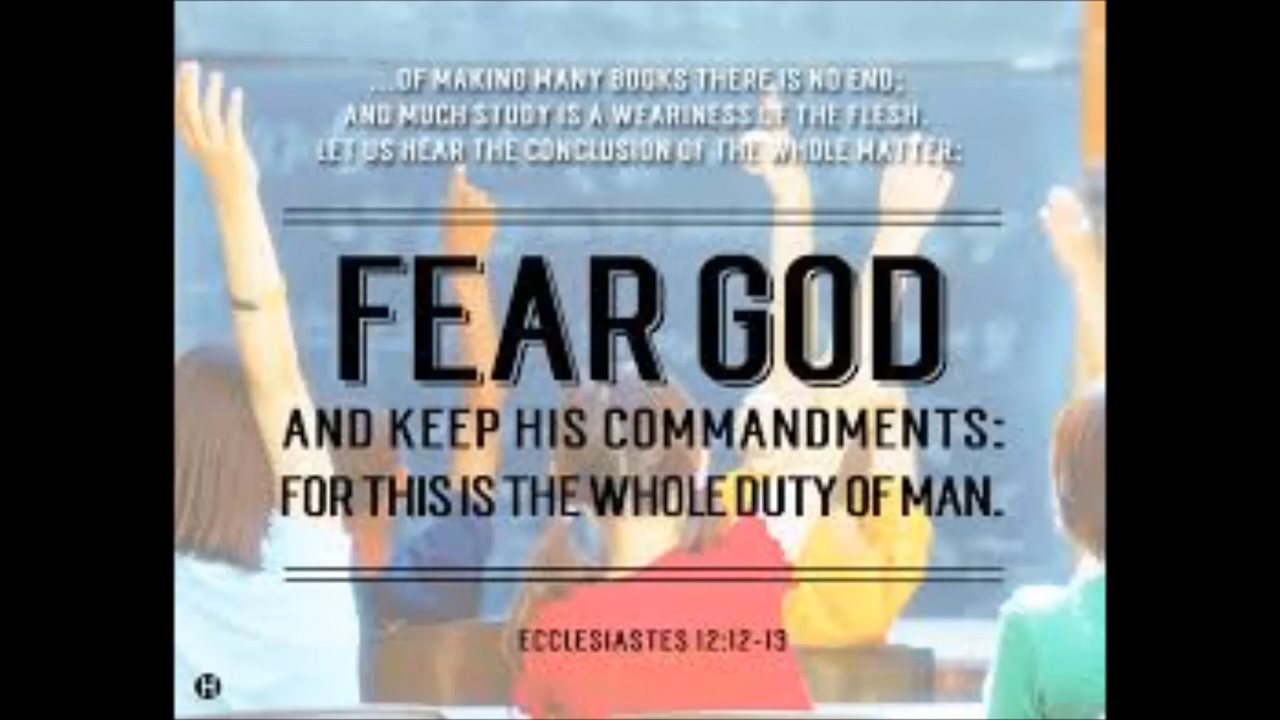 ...OF MAKING MANY BOOKS THERE IS NO END;
AND MUCH STUDY IS A WEARINESS OF THE FLESH.
LET US HEAR THE CONCLUSION OF THE WHOLE MATTER:
FEAR GOD
AND KEEP HIS COMMANDMENTS:
FOR THIS IS THE WHOLE DUTY OF MAN.
ECCLESIASTES 12:12-13
H